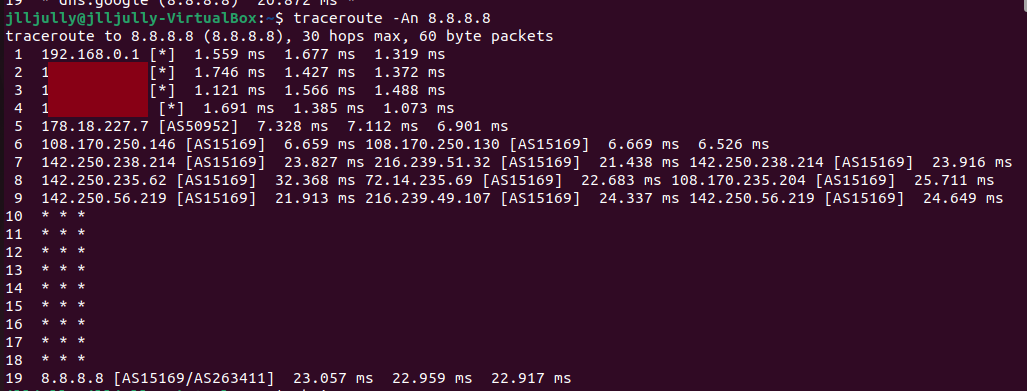 19 * dns.google (8.8.8.8) 20.872 ms *
jlljully@jlljully-VirtualBox:~$ traceroute -An 8.8.8.8
traceroute to 8.8.8.8 (8.8.8.8), 30 hops max, 60 byte packets
1 192.168.0.1 [*] 1.559 ms 1.677 ms 1.319 ms
2 1 [*] 1.746 ms 1.427 ms 1.372 ms
3 1 [*] 1.121 ms 1.566 ms 1.488 ms
4 1 [*] 1.691 ms 1.385 ms 1.073 ms
5 178.18.227.7 [AS50952] 7.328 ms 7.112 ms 6.901 ms
6 108.170.250.146 [AS15169] 6.659 ms 108.170.250.130 [AS15169] 6.669 ms 6.526 ms
7 142.250.238.214 [AS15169] 23.827 ms 216.239.51.32 [AS15169] 21.438 ms 142.250.238.214 [AS15169] 23.916 ms
8 142.250.235.62 [AS15169] 32.368 ms 72.14.235.69 [AS15169] 22.683 ms 108.170.235.204 [AS15169] 25.711 ms
9 142.250.56.219 [AS15169] 21.913 ms 216.239.49.107 [AS15169] 24.337 ms 142.250.56.219 [AS15169] 24.649 ms
10 * * *
11 * * *
12 * * *
13 * * *
14 * * *
15 * * *
16 * * *
17 * * *
18 * * *
19 8.8.8.8 [AS15169/AS263411] 23.057 ms 22.959 ms 22.917 ms